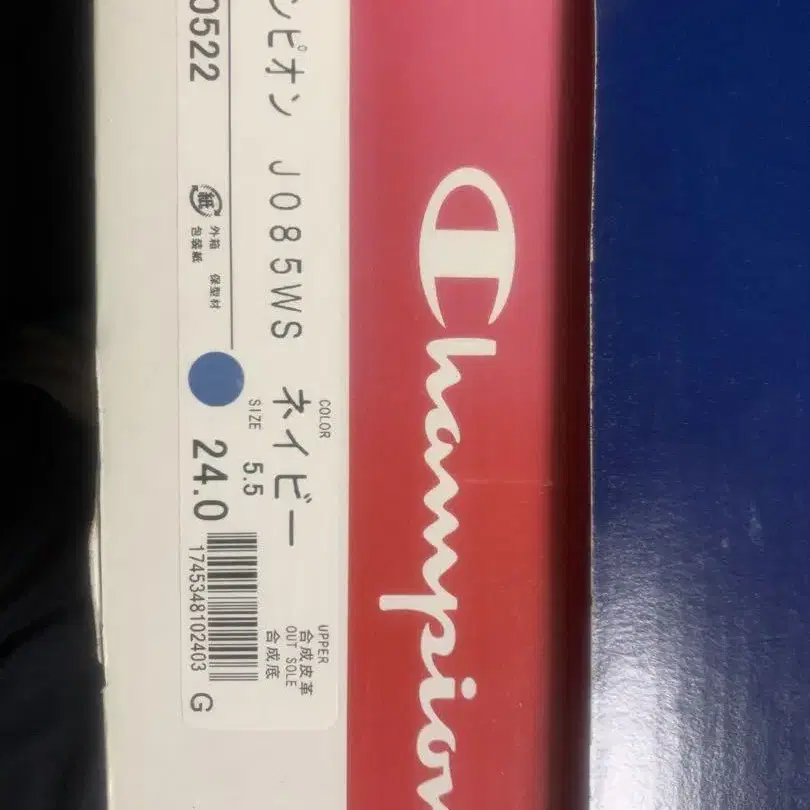 ンピオン J085WS
COLOR
ネイビー
UPPER
合成皮革
OUT SOLE
合成底
0522
紙
外箱 保型材
包装紙
SIZE
5.5
24.0
1745348102403
G
Champion